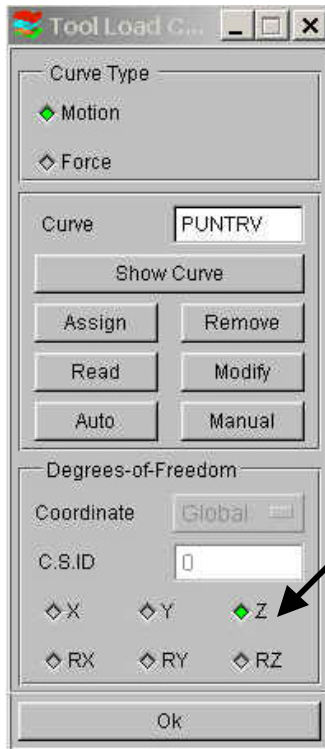 Tool Load C...
Curve Type
Motion
Force
Curve PUNTRV
Show Curve
Assign Remove
Read Modify
Auto Manual
Degrees-of-Freedom
Coordinate Global
C.S.ID 0
X Y Z
RX RY RZ
Ok